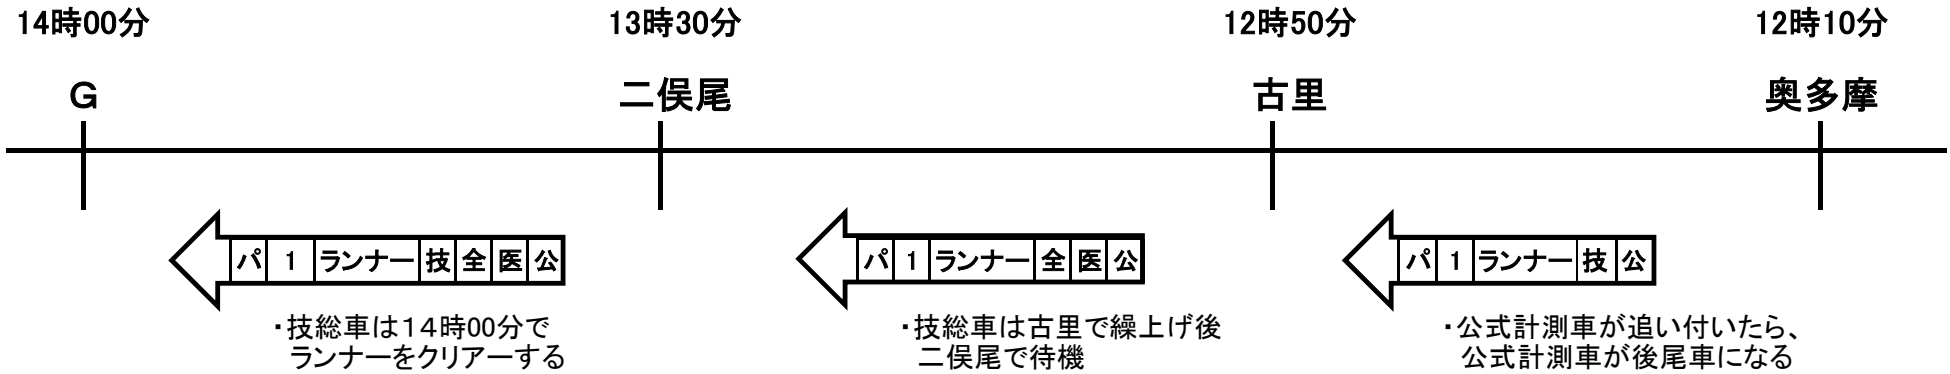 14時00分 13時30分 12時50分 12時10分
G 二俣尾 古里 奥多摩
パ 1 ランナー 技 全 医 公
パ 1 ランナー 全 医 公
パ 1 ランナー 技 公
・技総車は１４時00分で
ランナーをクリアーする
・技総車は古里で繰上げ後
二俣尾で待機
・公式計測車が追い付いたら、
公式計測車が後尾車になる